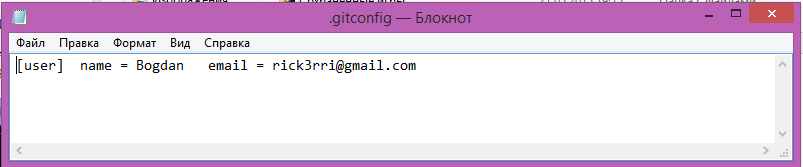 .gitconfig — Блокнот
Файл Правка Формат Вид Справка
[user] name = Bogdan email = rick3rri@gmail.com